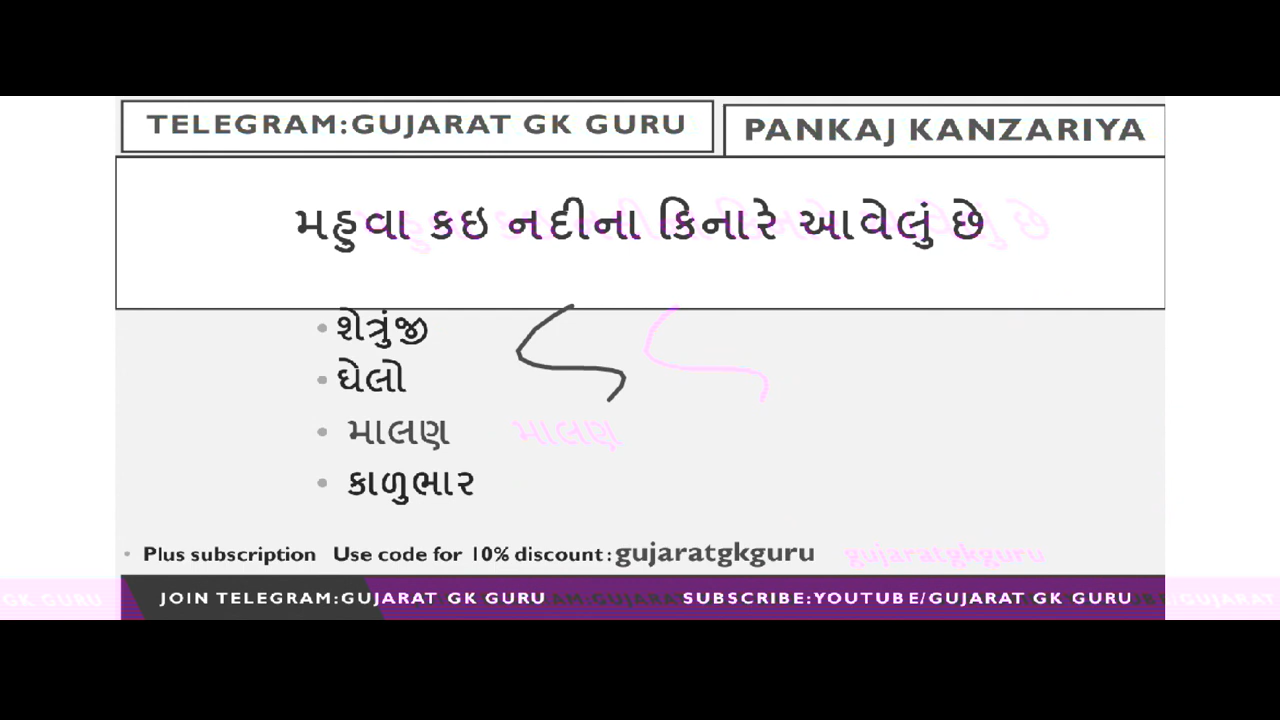 TELEGRAM:GUJARAT GK GURU
PANKAJ KANZARIYA
મહુવા કઇ નદીના કિનારે આવેલું છે
• શેત્રુંજી
• ઘેલો
• માલણ
• કાળુભાર
• Plus subscription Use code for 10% discount : gujaratgkguru
JOIN TELEGRAM:GUJARAT GK GURU SUBSCRIBE:YOUTUBE/GUJARAT GK GURU